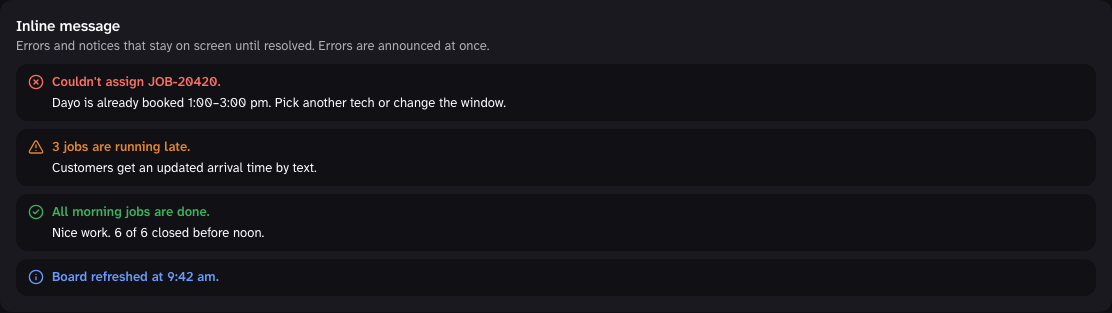 Inline message
Errors and notices that stay on screen until resolved. Errors are announced at once.
Couldn't assign JOB-20420.
Dayo is already booked 1:00–3:00 pm. Pick another tech or change the window.
3 jobs are running late.
Customers get an updated arrival time by text.
All morning jobs are done.
Nice work. 6 of 6 closed before noon.
Board refreshed at 9:42 am.